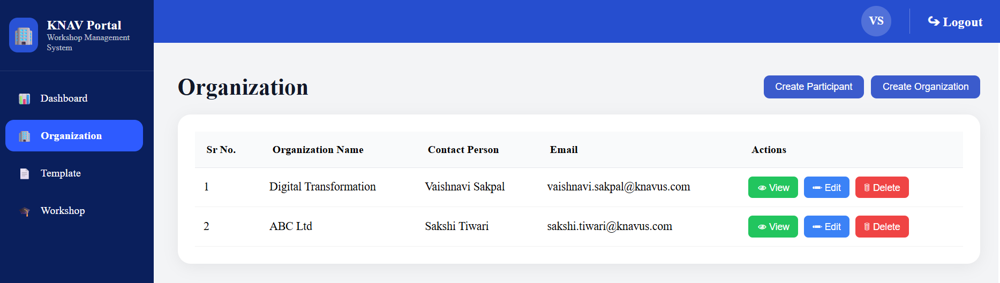 KNAV Portal
Workshop Management
System
VS
Logout
Dashboard
Organization
Template
Workshop
Organization
Create Participant
Create Organization
Sr No. Organization Name Contact Person Email Actions
1 Digital Transformation Vaishnavi Sakpal vaishnavi.sakpal@knavus.com View Edit Delete
2 ABC Ltd Sakshi Tiwari sakshi.tiwari@knavus.com View Edit Delete